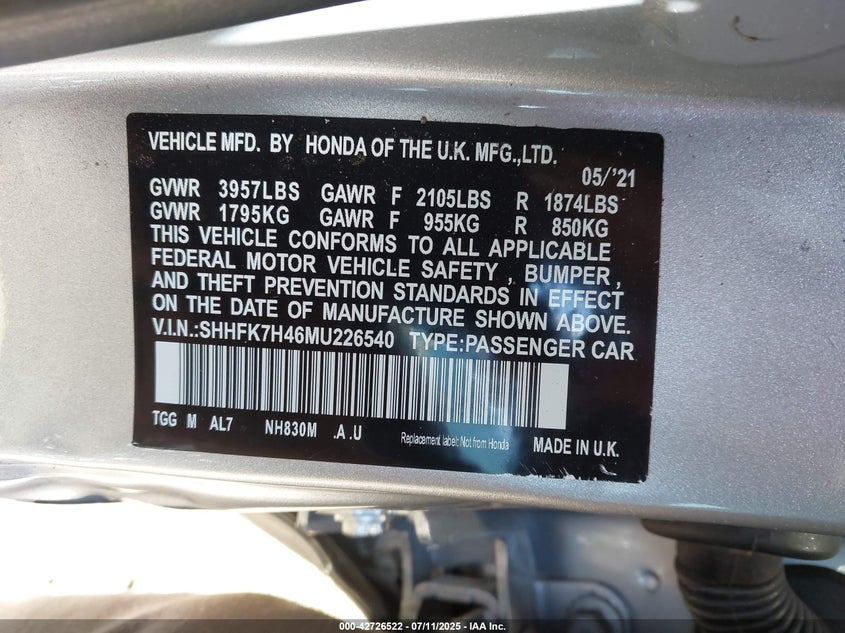 VEHICLE MFD. BY HONDA OF THE U.K. MFG.,LTD.
05/'21
GVWR 3957LBS GAWR F 2105LBS R 1874LBS
GVWR 1795KG GAWR F 955KG R 850KG
THIS VEHICLE CONFORMS TO ALL APPLICABLE
FEDERAL MOTOR VEHICLE SAFETY , BUMPER ,
AND THEFT PREVENTION STANDARDS IN EFFECT
ON THE DATE OF MANUFACTURE SHOWN ABOVE.
V.I.N.:SHHFK7H46MU226540 TYPE:PASSENGER CAR
TGG M AL7 NH830M .A .U Replacement label: Not from Honda MADE IN U.K.
000-42726522 - 07/11/2025 - IAA Inc.